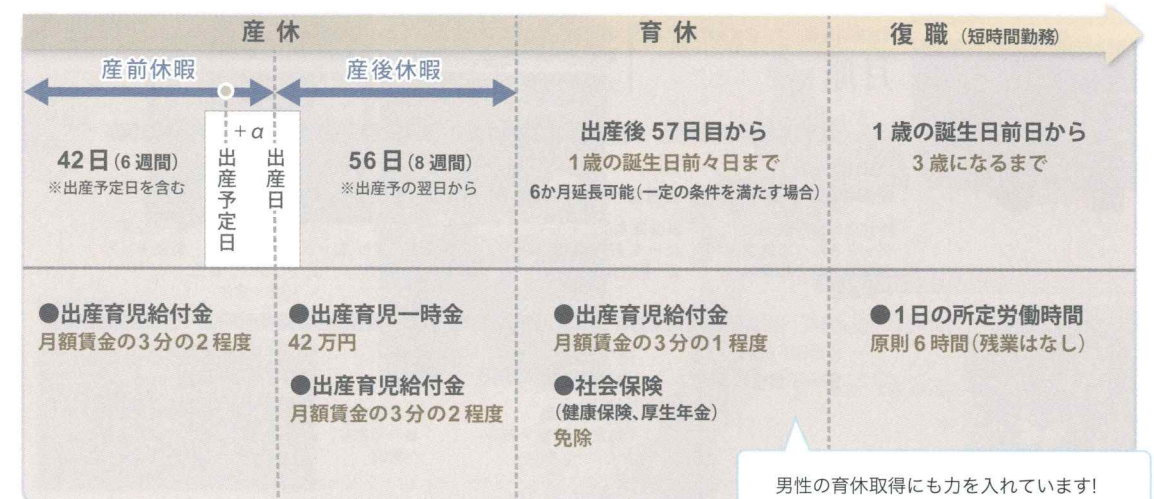 産休
育休
復職（短時間勤務）
産前休暇
産後休暇
42日（6週間）
※出産予定日を含む
+α
出産予定日
出産日
56日（8週間）
※出産予の翌日から
出産後57日目から
1歳の誕生日前々日まで
6か月延長可能（一定の条件を満たす場合）
1歳の誕生日前日から
3歳になるまで
●出産育児給付金
月額賃金の3分の2程度
●出産育児一時金
42万円
●出産育児給付金
月額賃金の3分の2程度
●出産育児給付金
月額賃金の3分の1程度
●社会保険
（健康保険、厚生年金）
免除
●1日の所定労働時間
原則6時間（残業はなし）
男性の育休取得にも力を入れています!